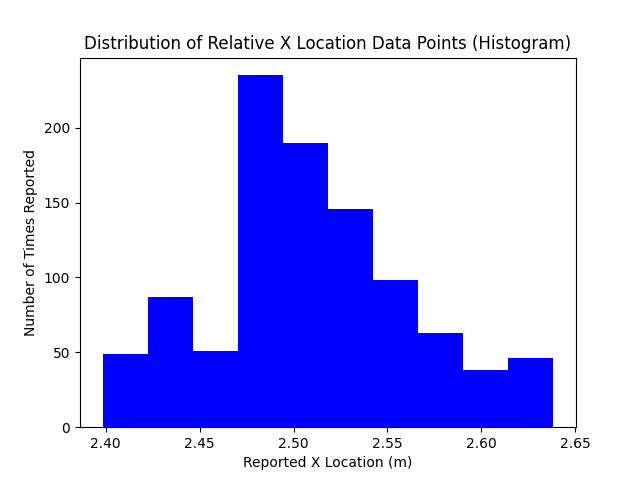 Distribution of Relative X Location Data Points (Histogram)
Number of Times Reported
200
150
100
50
0
2.40 2.45 2.50 2.55 2.60 2.65
Reported X Location (m)